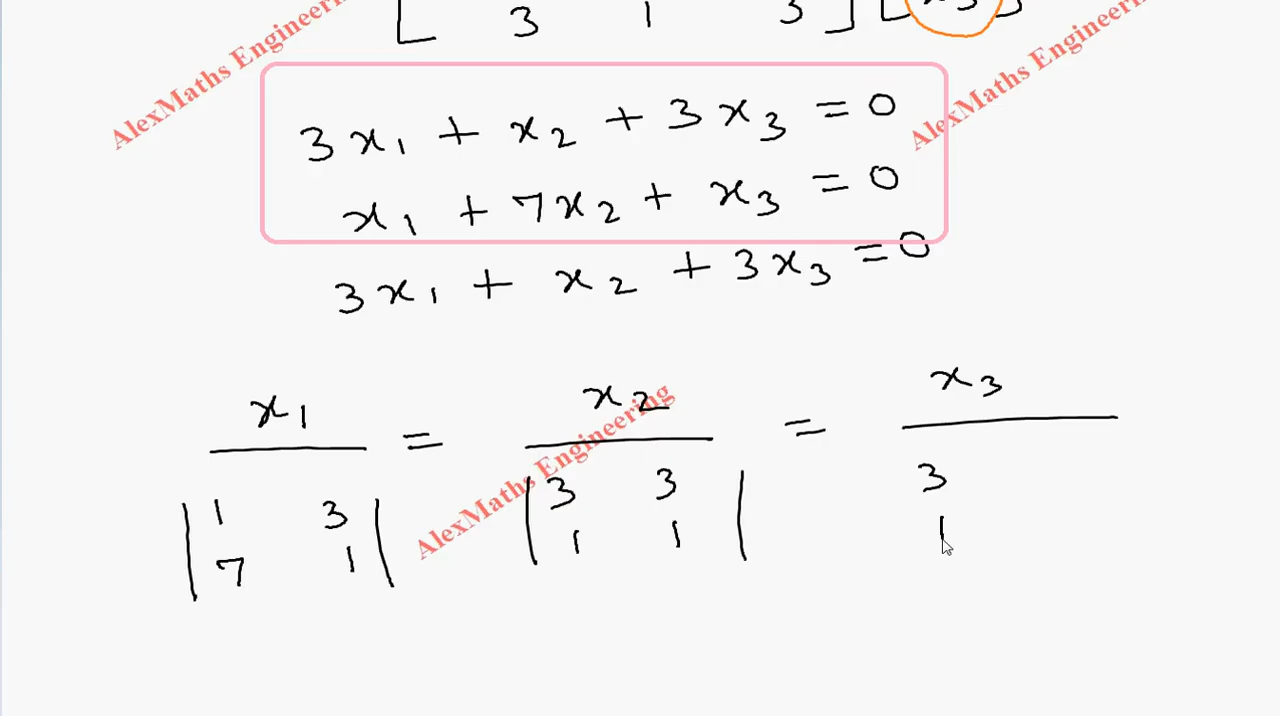 [ 3 1 3 ] [ x3 ]
3x1 + x2 + 3x3 = 0
x1 + 7x2 + x3 = 0
3x1 + x2 + 3x3 = 0
x1 = x2 = x3
| 1 3 | | 3 3 | 3
| 7 1 | | 1 1 | 1
AlexMaths Engineering
AlexMaths Engineering
AlexMaths Engineering